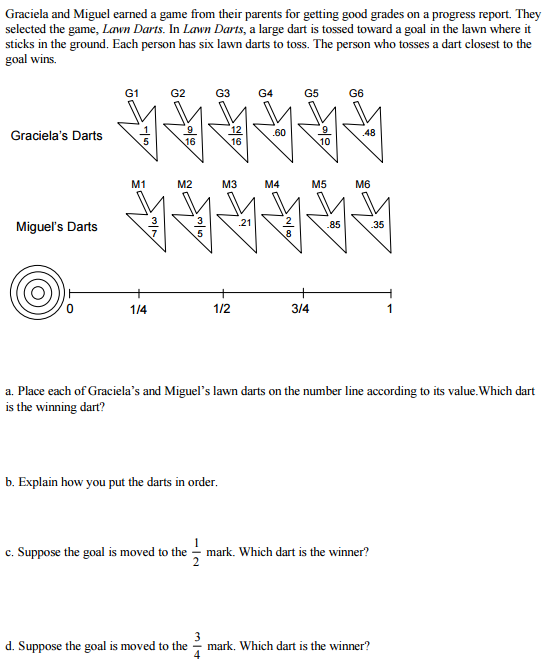 Graciela and Miguel earned a game from their parents for getting good grades on a progress report. They
selected the game, Lawn Darts. In Lawn Darts, a large dart is tossed toward a goal in the lawn where it
sticks in the ground. Each person has six lawn darts to toss. The person who tosses a dart closest to the
goal wins.
G1 G2 G3 G4 G5 G6
Graciela's Darts 1/5 9/16 12/16 .60 9/10 .48
M1 M2 M3 M4 M5 M6
Miguel's Darts 3/7 3/5 .21 2/8 .85 .35
0 1/4 1/2 3/4 1
a. Place each of Graciela's and Miguel's lawn darts on the number line according to its value.Which dart
is the winning dart?
b. Explain how you put the darts in order.
c. Suppose the goal is moved to the 1/2 mark. Which dart is the winner?
d. Suppose the goal is moved to the 3/4 mark. Which dart is the winner?